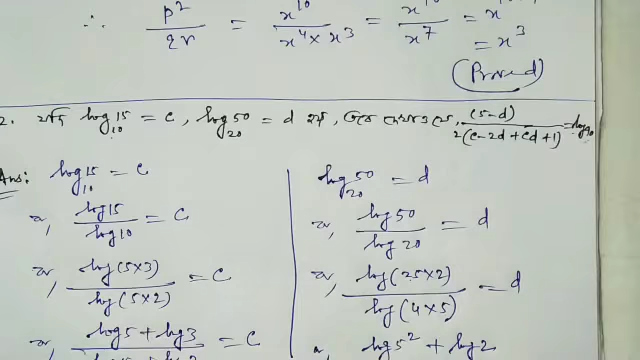 ∴ p²/qr = x¹⁰/(x⁴ × x³) = x¹⁰/x⁷ = x
= x³
(Proved)
2. যদি log₁₀15 = c, log₂₀50 = d হয়, তবে দেখাও যে, (5-d)/2(c-2d+cd+1) = log
Ans: log₁₀15 = c
বা, log15/log10 = c
বা, log(5×3)/log(5×2) = c
বা, log5 + log3 = c
log₂₀50 = d
বা, log50/log20 = d
বা, log(25×2)/log(4×5) = d
বা, log5² + log2